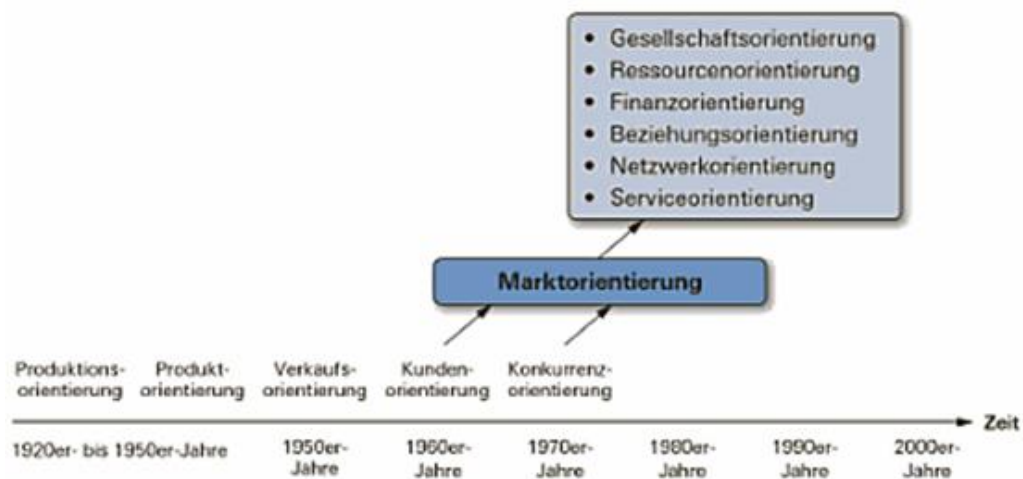 • Gesellschaftsorientierung
• Ressourcenorientierung
• Finanzorientierung
• Beziehungsorientierung
• Netzwerkorientierung
• Serviceorientierung
Marktorientierung
Produktions-
orientierung
Produkt-
orientierung
Verkaufs-
orientierung
Kunden-
orientierung
Konkurrenz-
orientierung
Zeit
1920er- bis 1950er-Jahre
1950er-
Jahre
1960er-
Jahre
1970er-
Jahre
1980er-
Jahre
1990er-
Jahre
2000er-
Jahre